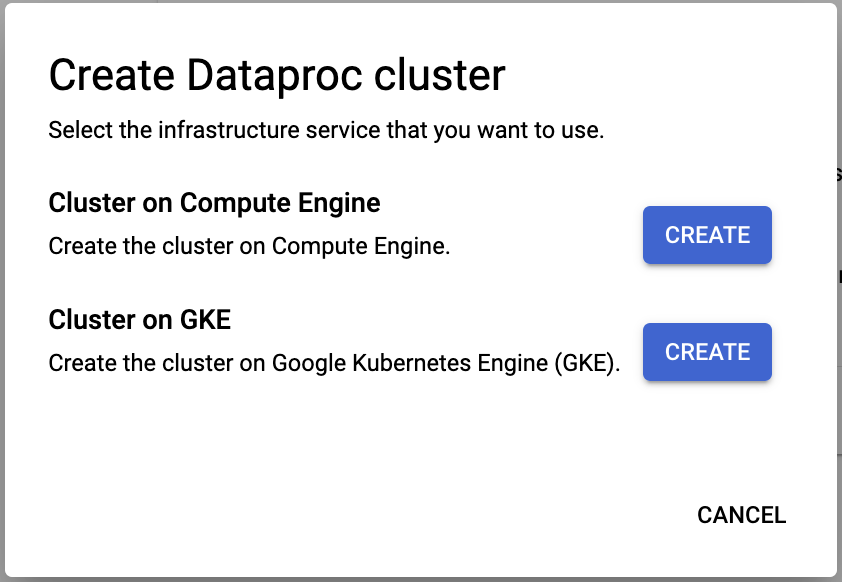 Create Dataproc cluster
Select the infrastructure service that you want to use.
Cluster on Compute Engine
Create the cluster on Compute Engine.
CREATE
Cluster on GKE
Create the cluster on Google Kubernetes Engine (GKE).
CREATE
CANCEL